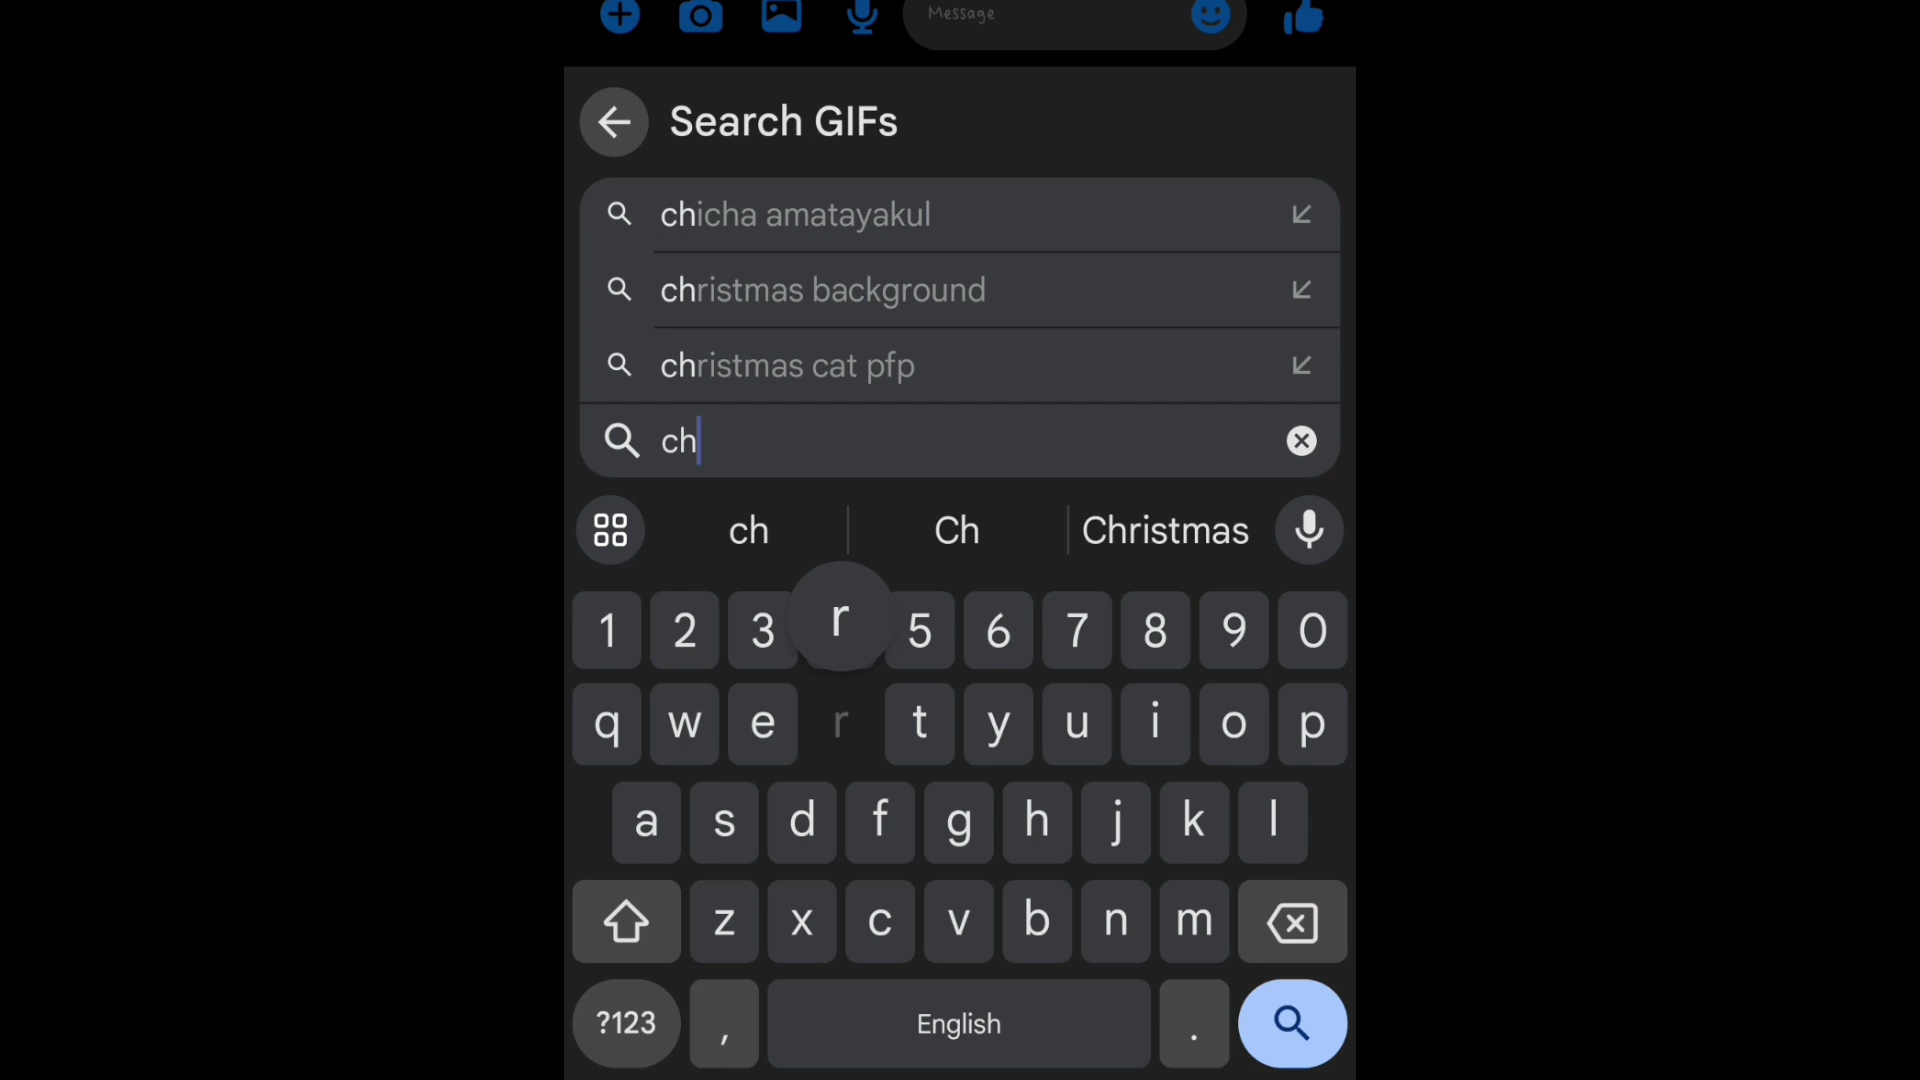 Message
Search GIFs
chicha amatayakul
christmas background
christmas cat pfp
ch
ch Ch Christmas
r
1 2 3 5 6 7 8 9 0
q w e r t y u i o p
a s d f g h j k l
z x c v b n m
?123 , English .